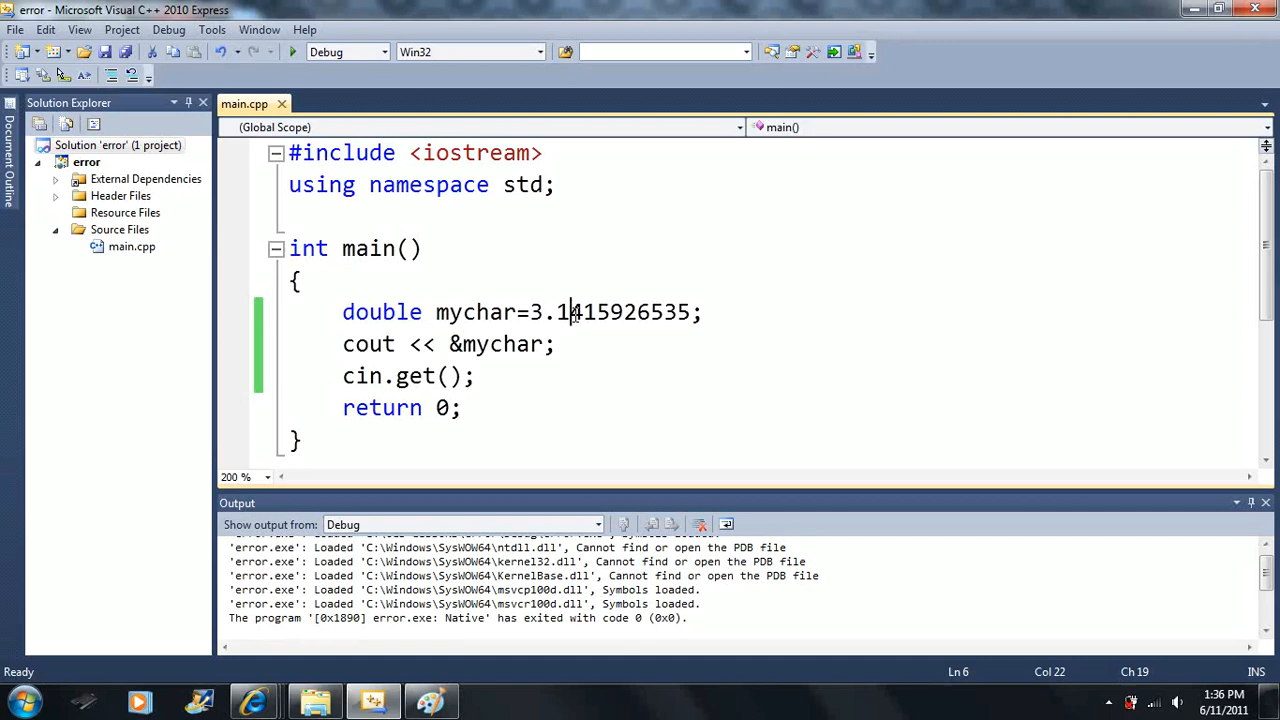 error - Microsoft Visual C++ 2010 Express
File Edit View Project Debug Tools Window Help
Debug Win32
Solution Explorer main.cpp
Document Outline
(Global Scope) main()
Solution 'error' (1 project)
error
External Dependencies
Header Files
Resource Files
Source Files
main.cpp
#include <iostream>
using namespace std;
int main()
{
double mychar=3.1415926535;
cout << &mychar;
cin.get();
return 0;
}
200 %
Output
Show output from: Debug
'error.exe': Loaded 'C:\Windows\SysWOW64\ntdll.dll', Cannot find or open the PDB file
'error.exe': Loaded 'C:\Windows\SysWOW64\kernel32.dll', Cannot find or open the PDB file
'error.exe': Loaded 'C:\Windows\SysWOW64\KernelBase.dll', Cannot find or open the PDB file
'error.exe': Loaded 'C:\Windows\SysWOW64\msvcp100d.dll', Symbols loaded.
'error.exe': Loaded 'C:\Windows\SysWOW64\msvcr100d.dll', Symbols loaded.
The program '[0x1890] error.exe: Native' has exited with code 0 (0x0).
Ready Ln 6 Col 22 Ch 19 INS
1:36 PM
6/11/2011